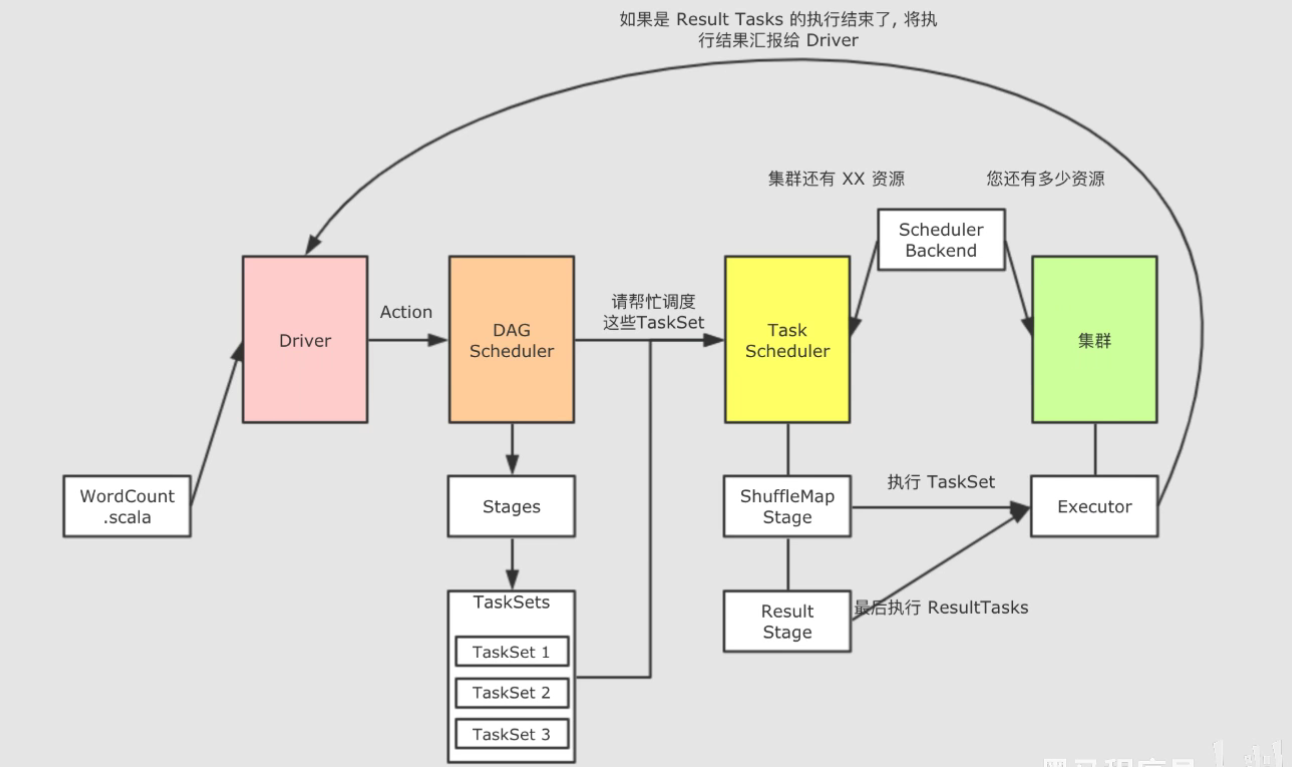 如果是 Result Tasks 的执行结束了, 将执
行结果汇报给 Driver
集群还有 XX 资源
您还有多少资源
Scheduler
Backend
Driver
Action
DAG
Scheduler
请帮忙调度
这些TaskSet
Task
Scheduler
集群
WordCount
.scala
Stages
ShuffleMap
Stage
执行 TaskSet
Executor
TaskSets
TaskSet 1
TaskSet 2
TaskSet 3
Result
Stage
最后执行 ResultTasks